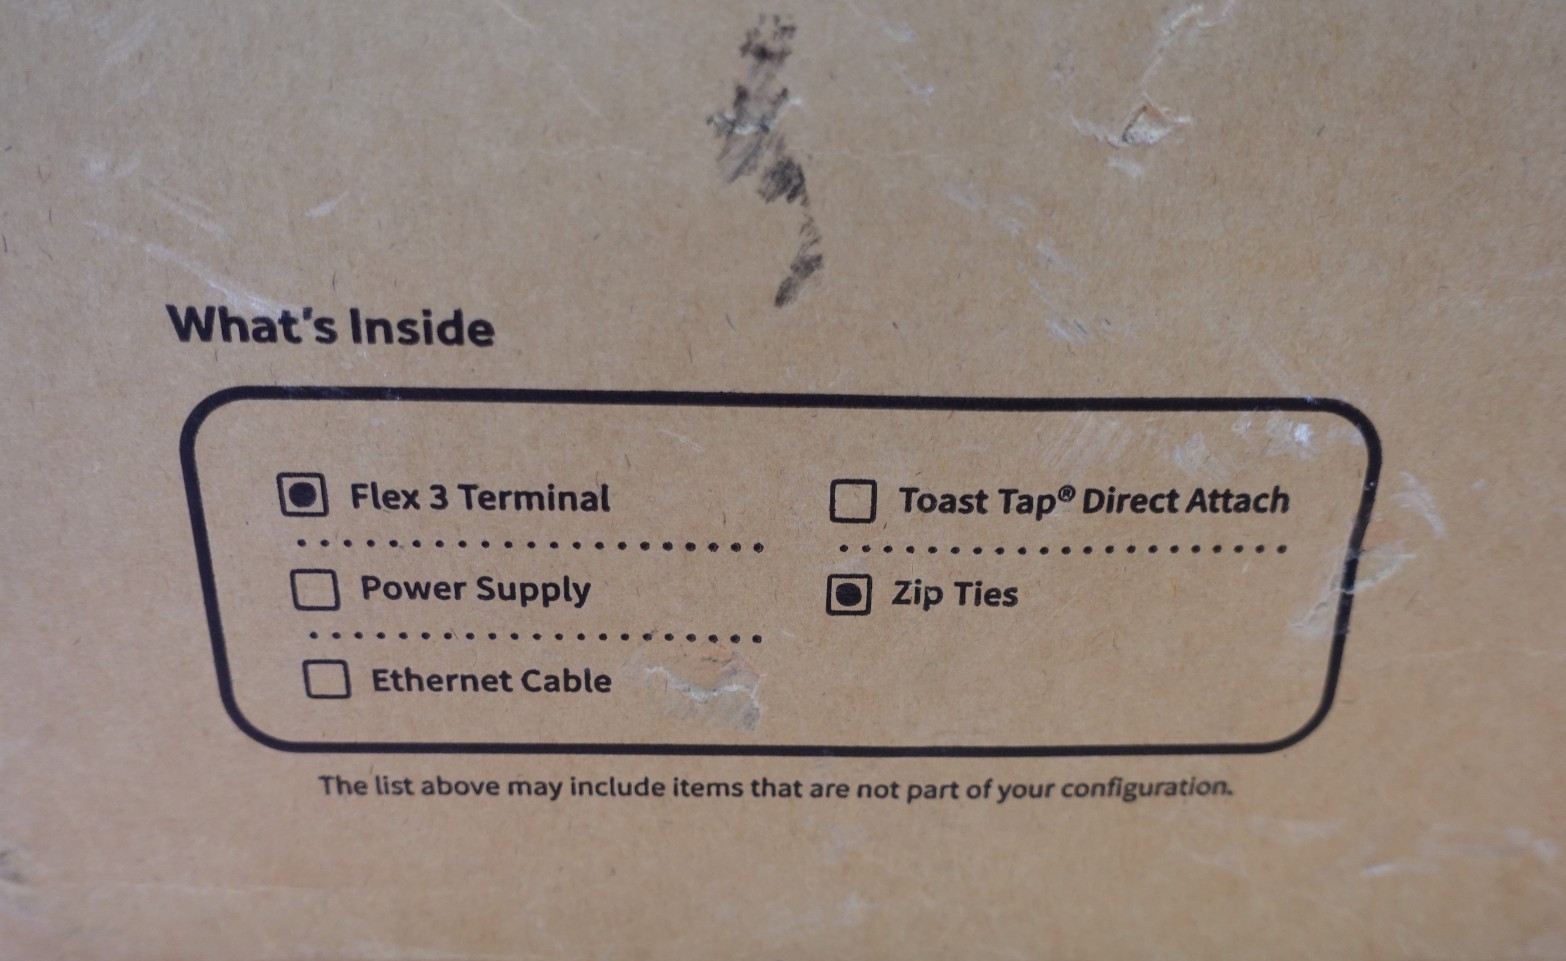 What's Inside
Flex 3 Terminal
Power Supply
Ethernet Cable
Toast Tap® Direct Attach
Zip Ties
The list above may include items that are not part of your configuration.